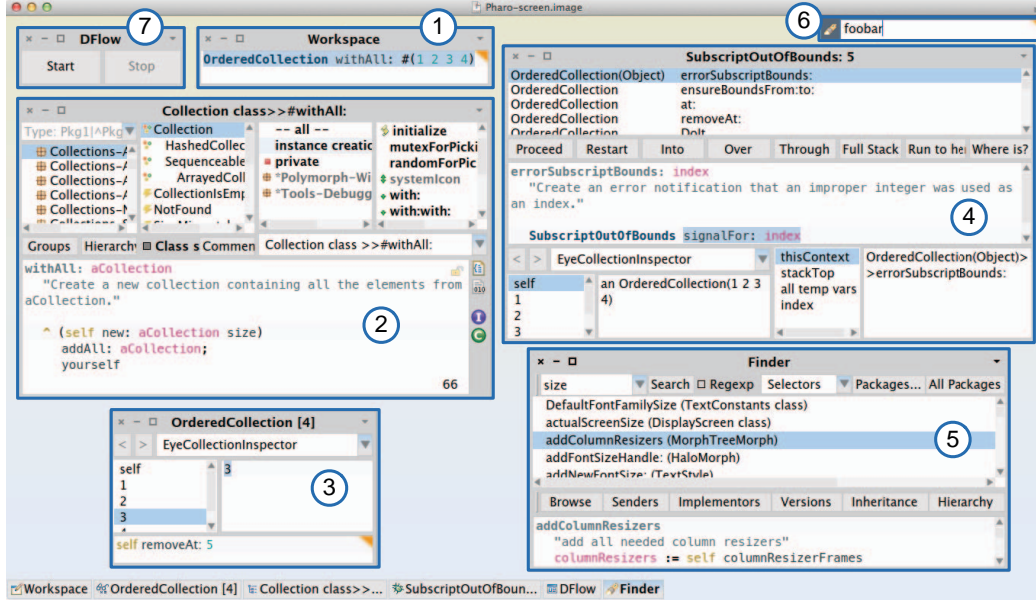 Pharo-screen.image
7
DFlow
Start Stop
1
Workspace
OrderedCollection withAll: #(1 2 3 4)
6
foobar
Collection class>>#withAll:
Type: Pkg1|^Pkg
Collection
HashedCollec
Sequenceable
ArrayedColl
CollectionIsEmp
NotFound
-- all --
instance creatic
private
*Polymorph-Wi
*Tools-Debugg
initialize
mutexForPicki
randomForPic
systemIcon
with:
with:with:
Groups Hierarchy Class s Commen Collection class >>#withAll:
withAll: aCollection
"Create a new collection containing all the elements from
aCollection."
^ (self new: aCollection size)
addAll: aCollection;
yourself
2
66
SubscriptOutOfBounds: 5
OrderedCollection(Object) errorSubscriptBounds:
OrderedCollection ensureBoundsFrom:to:
OrderedCollection at:
OrderedCollection removeAt:
OrderedCollection DoIt
Proceed Restart Into Over Through Full Stack Run to he Where is?
errorSubscriptBounds: index
"Create an error notification that an improper integer was used as
an index."
4
SubscriptOutOfBounds signalFor: index
< > EyeCollectionInspector
self
1
2
3
an OrderedCollection(1 2 3
4)
thisContext
stackTop
all temp vars
index
OrderedCollection(Object)>
>errorSubscriptBounds:
OrderedCollection [4]
< > EyeCollectionInspector
self
1
2
3
3
3
self removeAt: 5
Finder
size Search Regexp Selectors Packages... All Packages
DefaultFontFamilySize (TextConstants class)
actualScreenSize (DisplayScreen class)
addColumnResizers (MorphTreeMorph)
addFontSizeHandle: (HaloMorph)
addNewFontSize: (TextStyle)
5
Browse Senders Implementors Versions Inheritance Hiearchy
addColumnResizers
"add all needed column resizers"
columnResizers := self columnResizerFrames
Workspace OrderedCollection [4] Collection class>>... SubscriptOutOfBoun... DFlow Finder